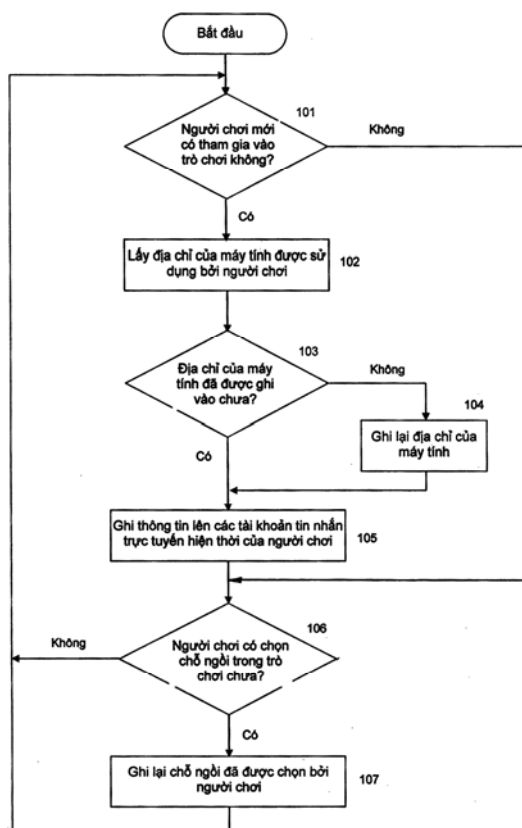 Bắt đầu
101
Người chơi mới
có tham gia vào
trò chơi không?
Không
Có
Lấy địa chỉ của máy tính được sử
dụng bởi người chơi
102
103
Địa chỉ của máy
tính đã được ghi
vào chưa?
Không
104
Ghi lại địa chỉ của
máy tính
Có
Ghi thông tin lên các tài khoản tin nhắn
trực tuyến hiện thời của người chơi
105
106
Không
Người chơi có chọn
chỗ ngồi trong trò
chơi chưa?
Có
Ghi lại chỗ ngồi đã được chọn bởi
người chơi
107